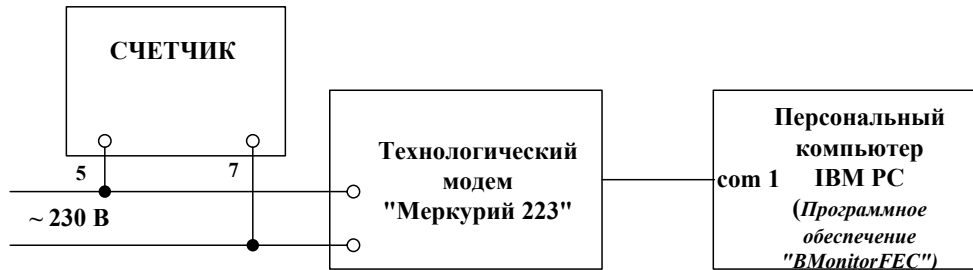 СЧЕТЧИК
5
7
~ 230 В
Технологический
модем
"Меркурий 223"
com 1
Персональный
компьютер
IBM PC
(Программное
обеспечение
"BMonitorFEC")